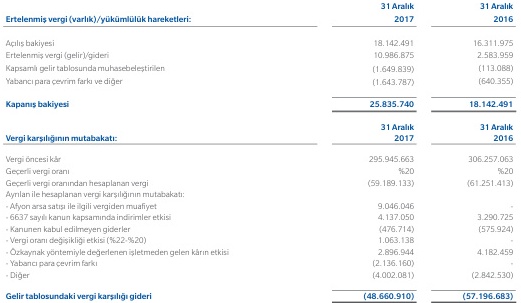 31 Aralık 31 Aralık
Ertelenmiş vergi (varlık)/yükümlülük hareketleri: 2017 2016
Açılış bakiyesi 18.142.491 16.311.975
Ertelenmiş vergi (gelir)/gideri 10.986.875 2.583.959
Kapsamlı gelir tablosunda muhasebeleştirilen (1.649.839) (113.088)
Yabancı para çevrim farkı ve diğer (1.643.787) (640.355)
Kapanış bakiyesi 25.835.740 18.142.491
31 Aralık 31 Aralık
Vergi karşılığının mutabakatı: 2017 2016
Vergi öncesi kâr 295.945.663 306.257.063
Geçerli vergi oranı %20 %20
Geçerli vergi oranından hesaplanan vergi (59.189.133) (61.251.413)
Ayrılan ile hesaplanan vergi karşılığının mutabakatı:
- Afyon arsa satışı ile ilgili vergiden muafiyet 9.046.046 -
- 6637 sayılı kanun kapsamında indirimler etkisi 4.137.050 3.290.725
- Kanunen kabul edilmeyen giderler (476.714) (575.924)
- Vergi oranı değişikliği etkisi (%22-%20) 1.063.138 -
- Özkaynak yöntemiyle değerlenen işletmeden gelen kârın etkisi 2.896.944 4.182.459
- Yabancı para çevrim farkı (2.136.160) -
- Diğer (4.002.081) (2.842.530)
Gelir tablosundaki vergi karşılığı gideri (48.660.910) (57.196.683)